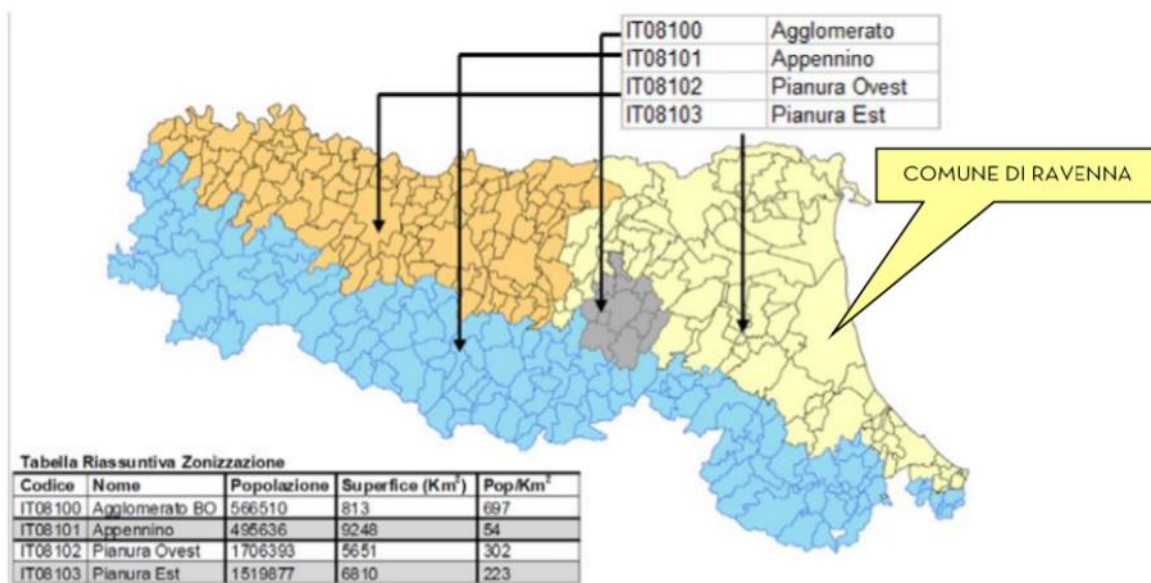 IT08100 Agglomerato
IT08101 Appennino
IT08102 Pianura Ovest
IT08103 Pianura Est
COMUNE DI RAVENNA
Tabella Riassuntiva Zonizzazione
Codice Nome Popolazione Superfice (Km²) Pop/Km²
IT08100 Agglomerato BO 566510 813 697
IT08101 Appennino 495636 9248 54
IT08102 Pianura Ovest 1706393 5651 302
IT08103 Pianura Est 1519877 6810 223